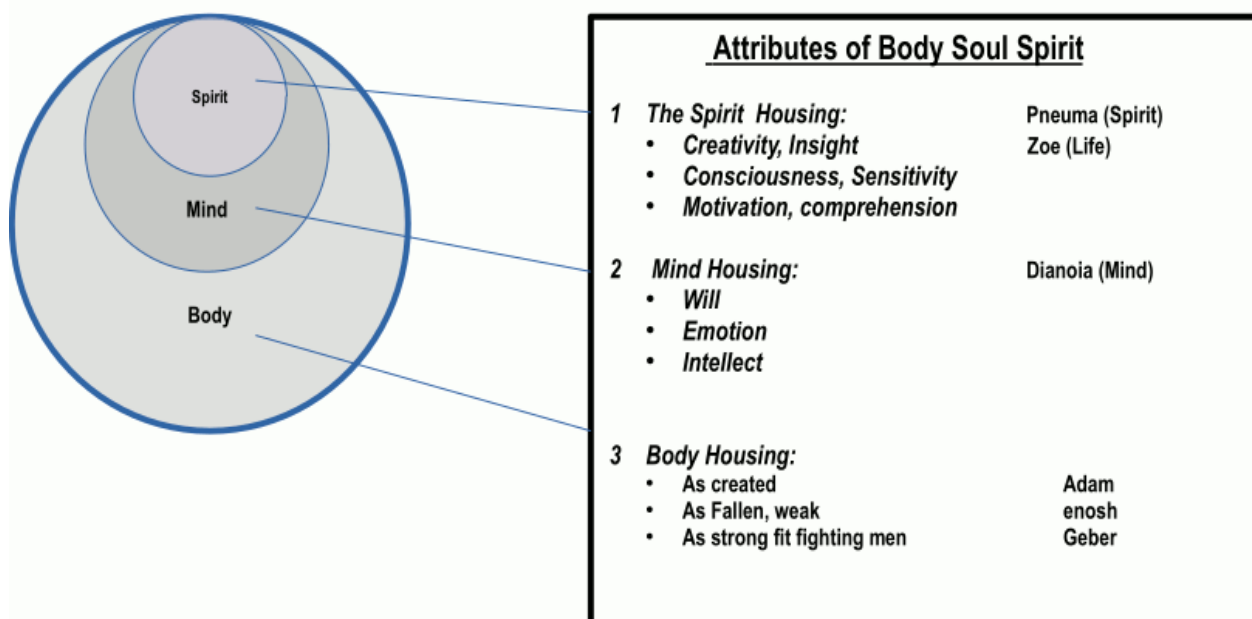 Spirit
Mind
Body
Attributes of Body Soul Spirit
1 The Spirit Housing: Pneuma (Spirit)
• Creativity, Insight Zoe (Life)
• Consciousness, Sensitivity
• Motivation, comprehension
2 Mind Housing: Dianoia (Mind)
• Will
• Emotion
• Intellect
3 Body Housing:
• As created Adam
• As Fallen, weak enosh
• As strong fit fighting men Geber